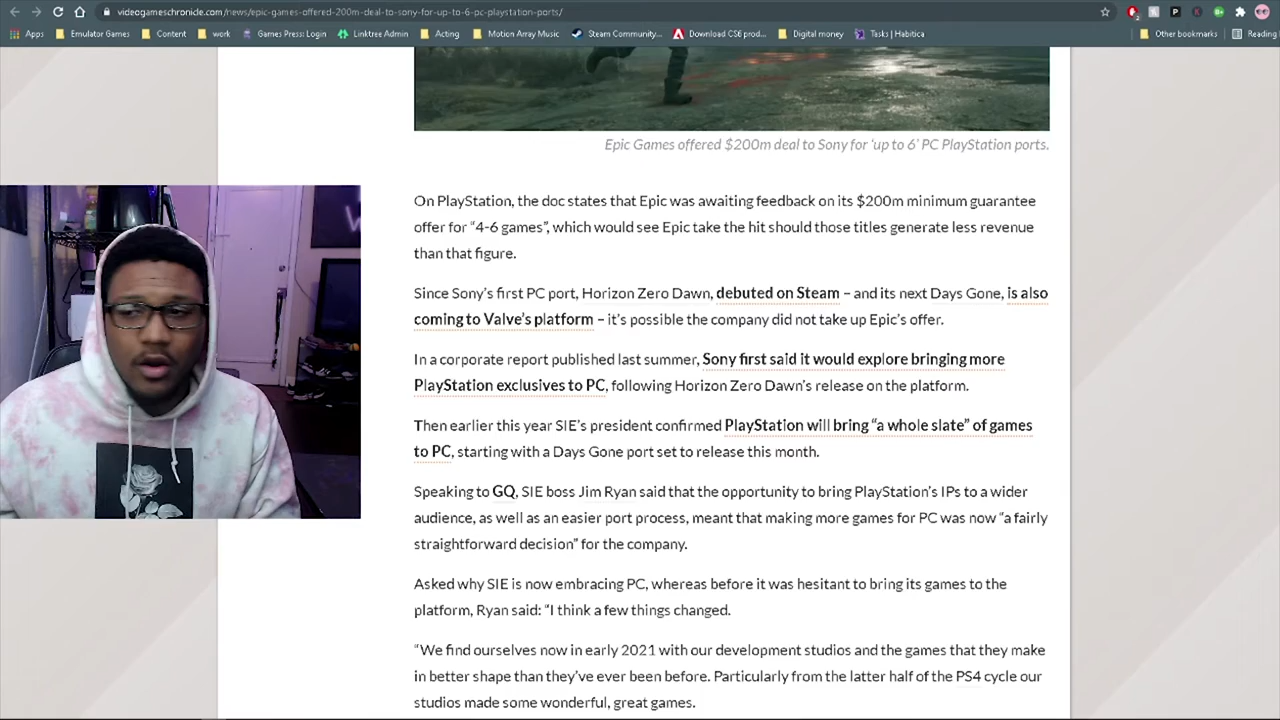 videogameschronicle.com/news/epic-games-offered-200m-deal-to-sony-for-up-to-6-pc-playstation-ports/
Apps Emulator Games Content work Games Press: Login Linktree Admin Acting Motion Array Music Steam Community... Download CS6 prod... Digital money Tasks | Habitica Other bookmarks Reading
Epic Games offered $200m deal to Sony for ‘up to 6’ PC PlayStation ports.
On PlayStation, the doc states that Epic was awaiting feedback on its $200m minimum guarantee
offer for “4-6 games”, which would see Epic take the hit should those titles generate less revenue
than that figure.
Since Sony’s first PC port, Horizon Zero Dawn, debuted on Steam – and its next Days Gone, is also
coming to Valve’s platform – it’s possible the company did not take up Epic’s offer.
In a corporate report published last summer, Sony first said it would explore bringing more
PlayStation exclusives to PC, following Horizon Zero Dawn’s release on the platform.
Then earlier this year SIE’s president confirmed PlayStation will bring “a whole slate” of games
to PC, starting with a Days Gone port set to release this month.
Speaking to GQ, SIE boss Jim Ryan said that the opportunity to bring PlayStation’s IPs to a wider
audience, as well as an easier port process, meant that making more games for PC was now “a fairly
straightforward decision” for the company.
Asked why SIE is now embracing PC, whereas before it was hesitant to bring its games to the
platform, Ryan said: “I think a few things changed.
“We find ourselves now in early 2021 with our development studios and the games that they make
in better shape than they’ve ever been before. Particularly from the latter half of the PS4 cycle our
studios made some wonderful, great games.